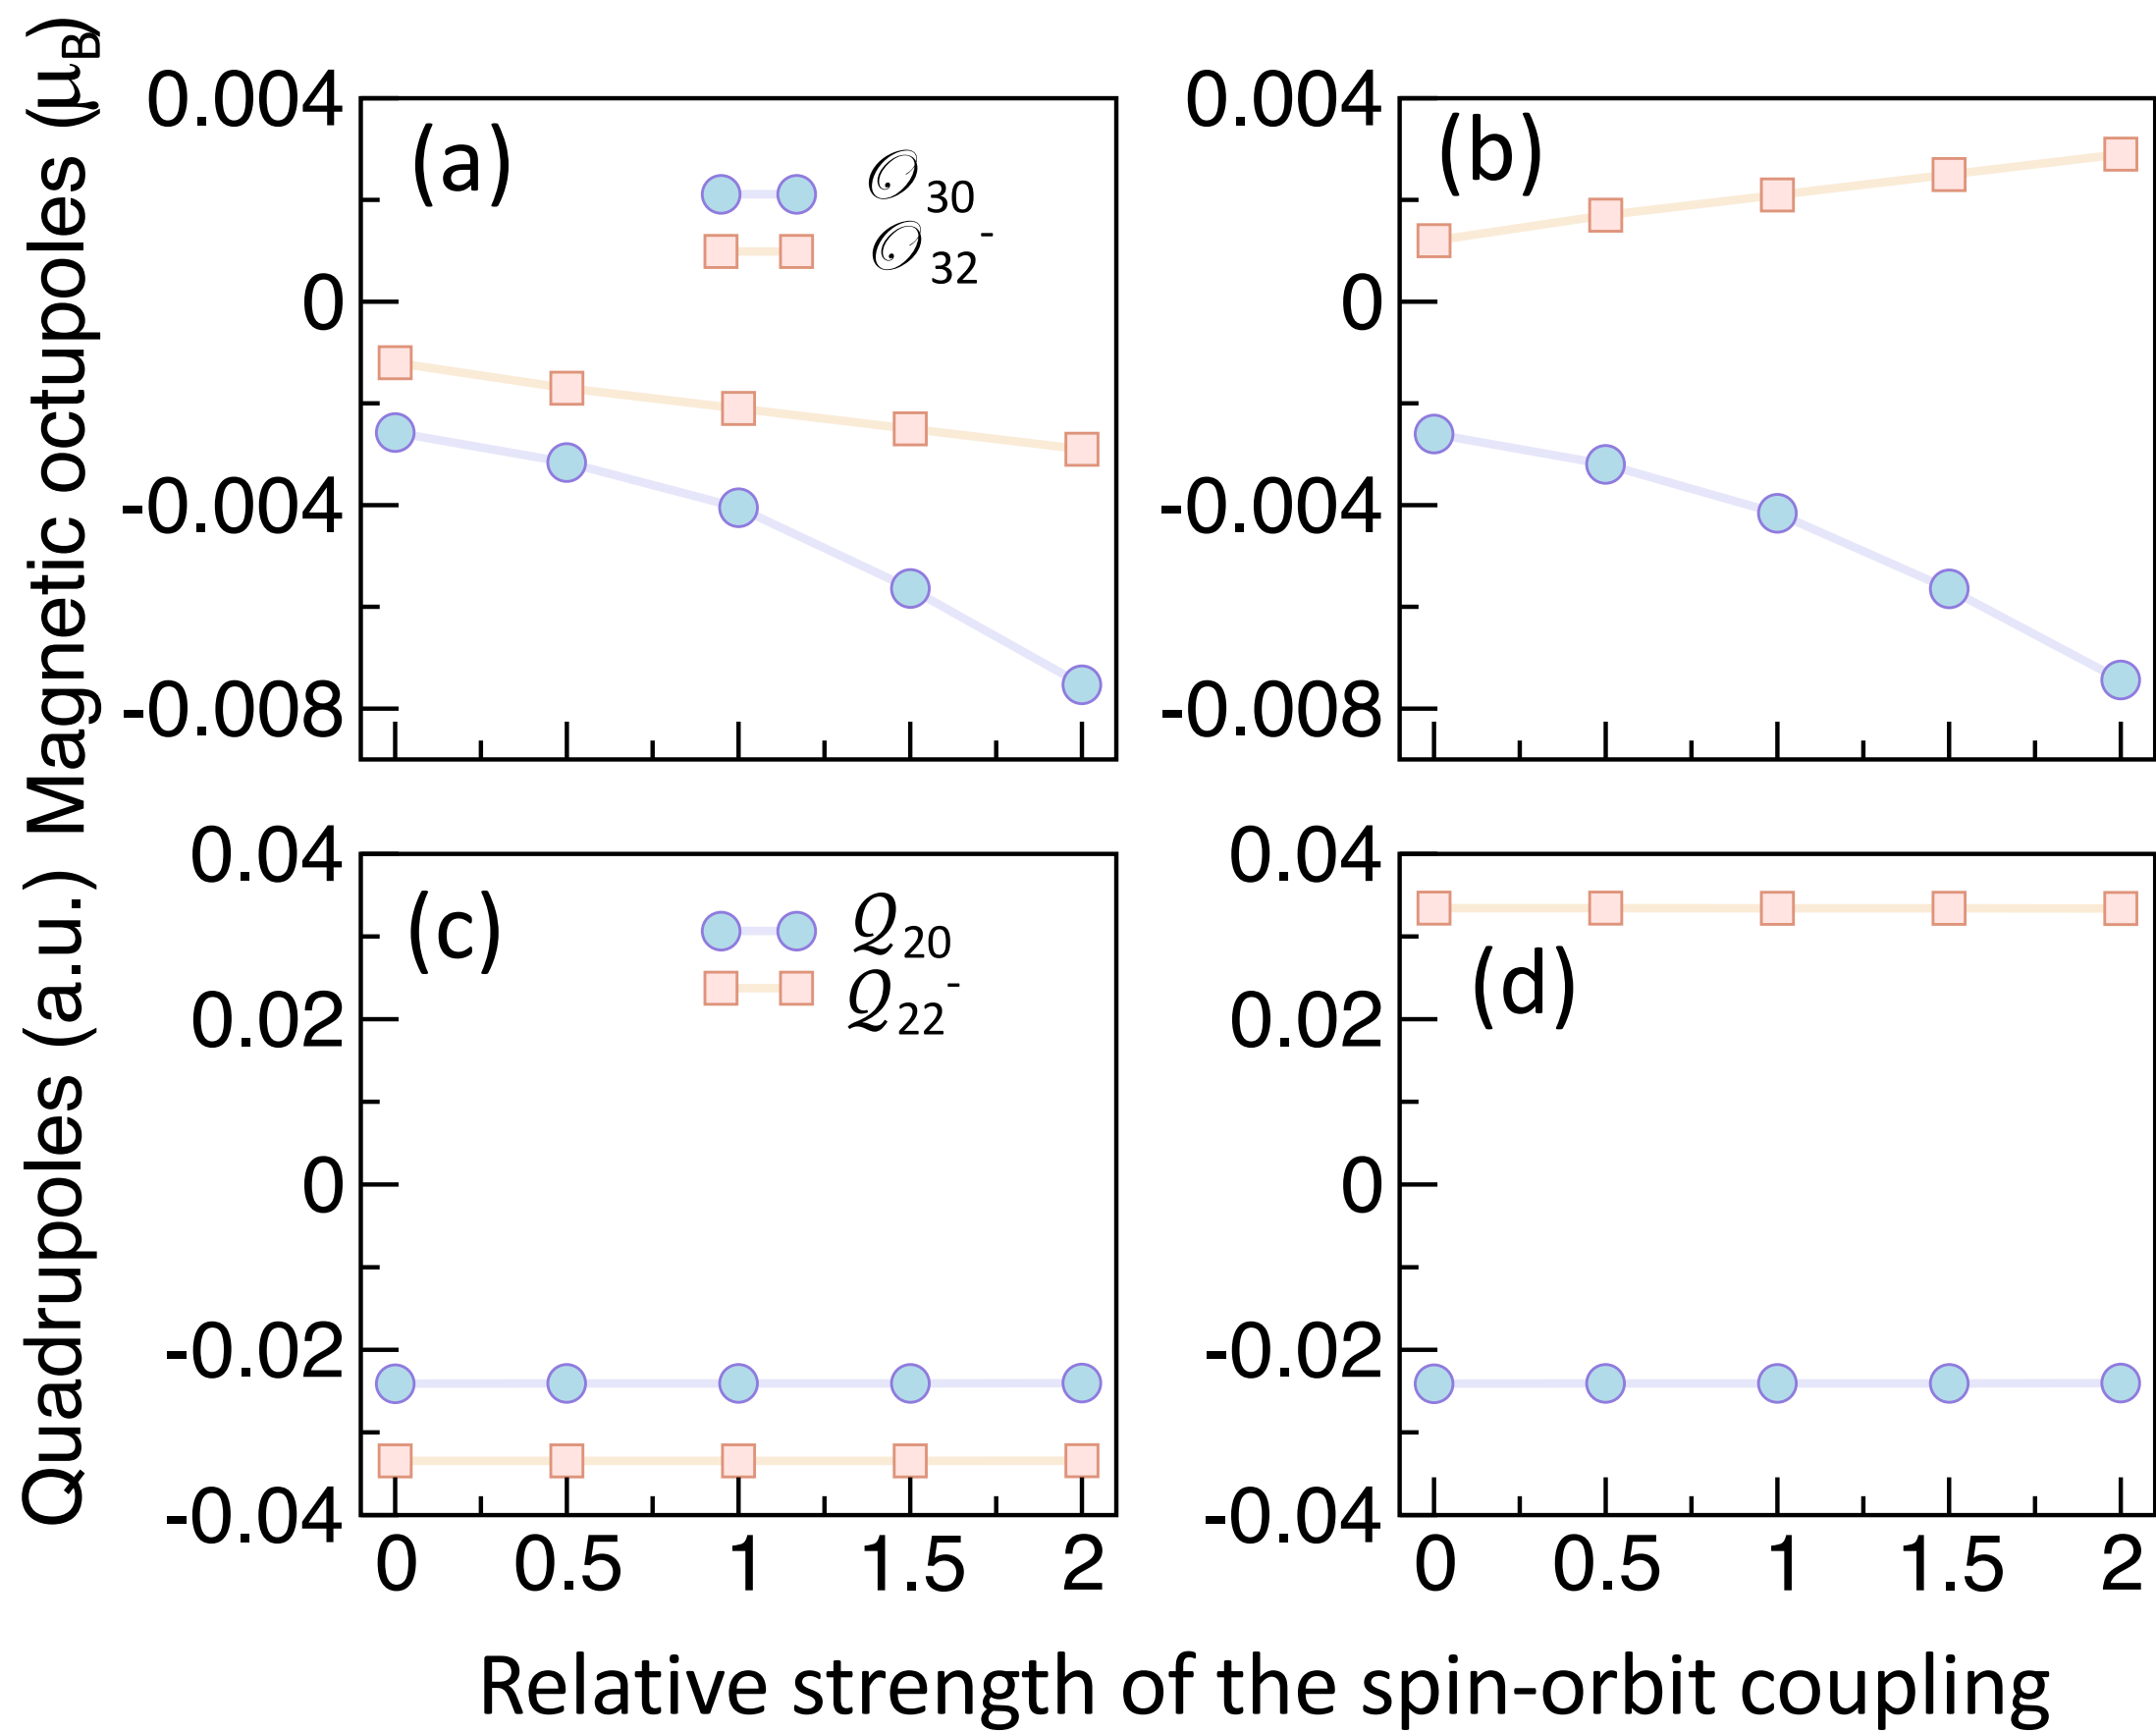 Magnetic octupoles (μB)
0.004
0
-0.004
-0.008
(a)
𝒪30
𝒪32-
0.004
0
-0.004
-0.008
(b)
Quadrupoles (a.u.)
0.04
0.02
0
-0.02
-0.04
(c)
𝒬20
𝒬22-
0 0.5 1 1.5 2
0.04
0.02
0
-0.02
-0.04
(d)
0 0.5 1 1.5 2
Relative strength of the spin-orbit coupling